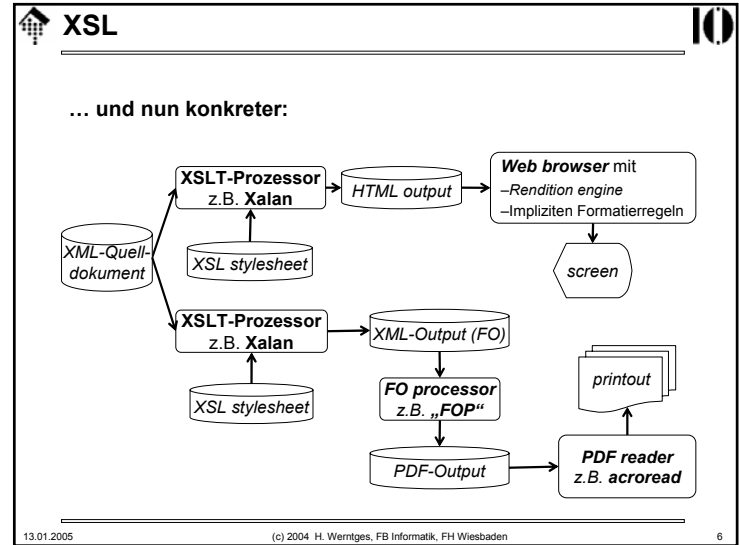 XSL
… und nun konkreter:
XSLT-Prozessor
z.B. Xalan
HTML output
Web browser mit
–Rendition engine
–Impliziten Formatierregeln
XML-Quell-
dokument
XSL stylesheet
screen
XSLT-Prozessor
z.B. Xalan
XML-Output (FO)
XSL stylesheet
FO processor
z.B. „FOP“
printout
PDF-Output
PDF reader
z.B. acroread
13.01.2005
(c) 2004 H. Werntges, FB Informatik, FH Wiesbaden
6